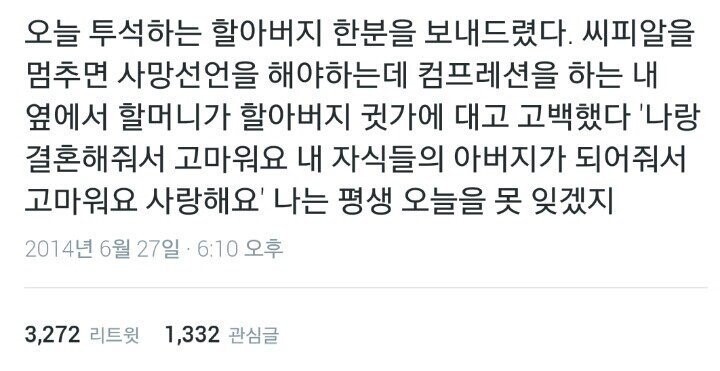 오늘 투석하는 할아버지 한분을 보내드렸다. 씨피알을
멈추면 사망선언을 해야하는데 컴프레션을 하는 내
옆에서 할머니가 할아버지 귓가에 대고 고백했다 '나랑
결혼해줘서 고마워요 내 자식들의 아버지가 되어줘서
고마워요 사랑해요' 나는 평생 오늘을 못 잊겠지
2014년 6월 27일 · 6:10 오후
3,272 리트윗 1,332 관심글